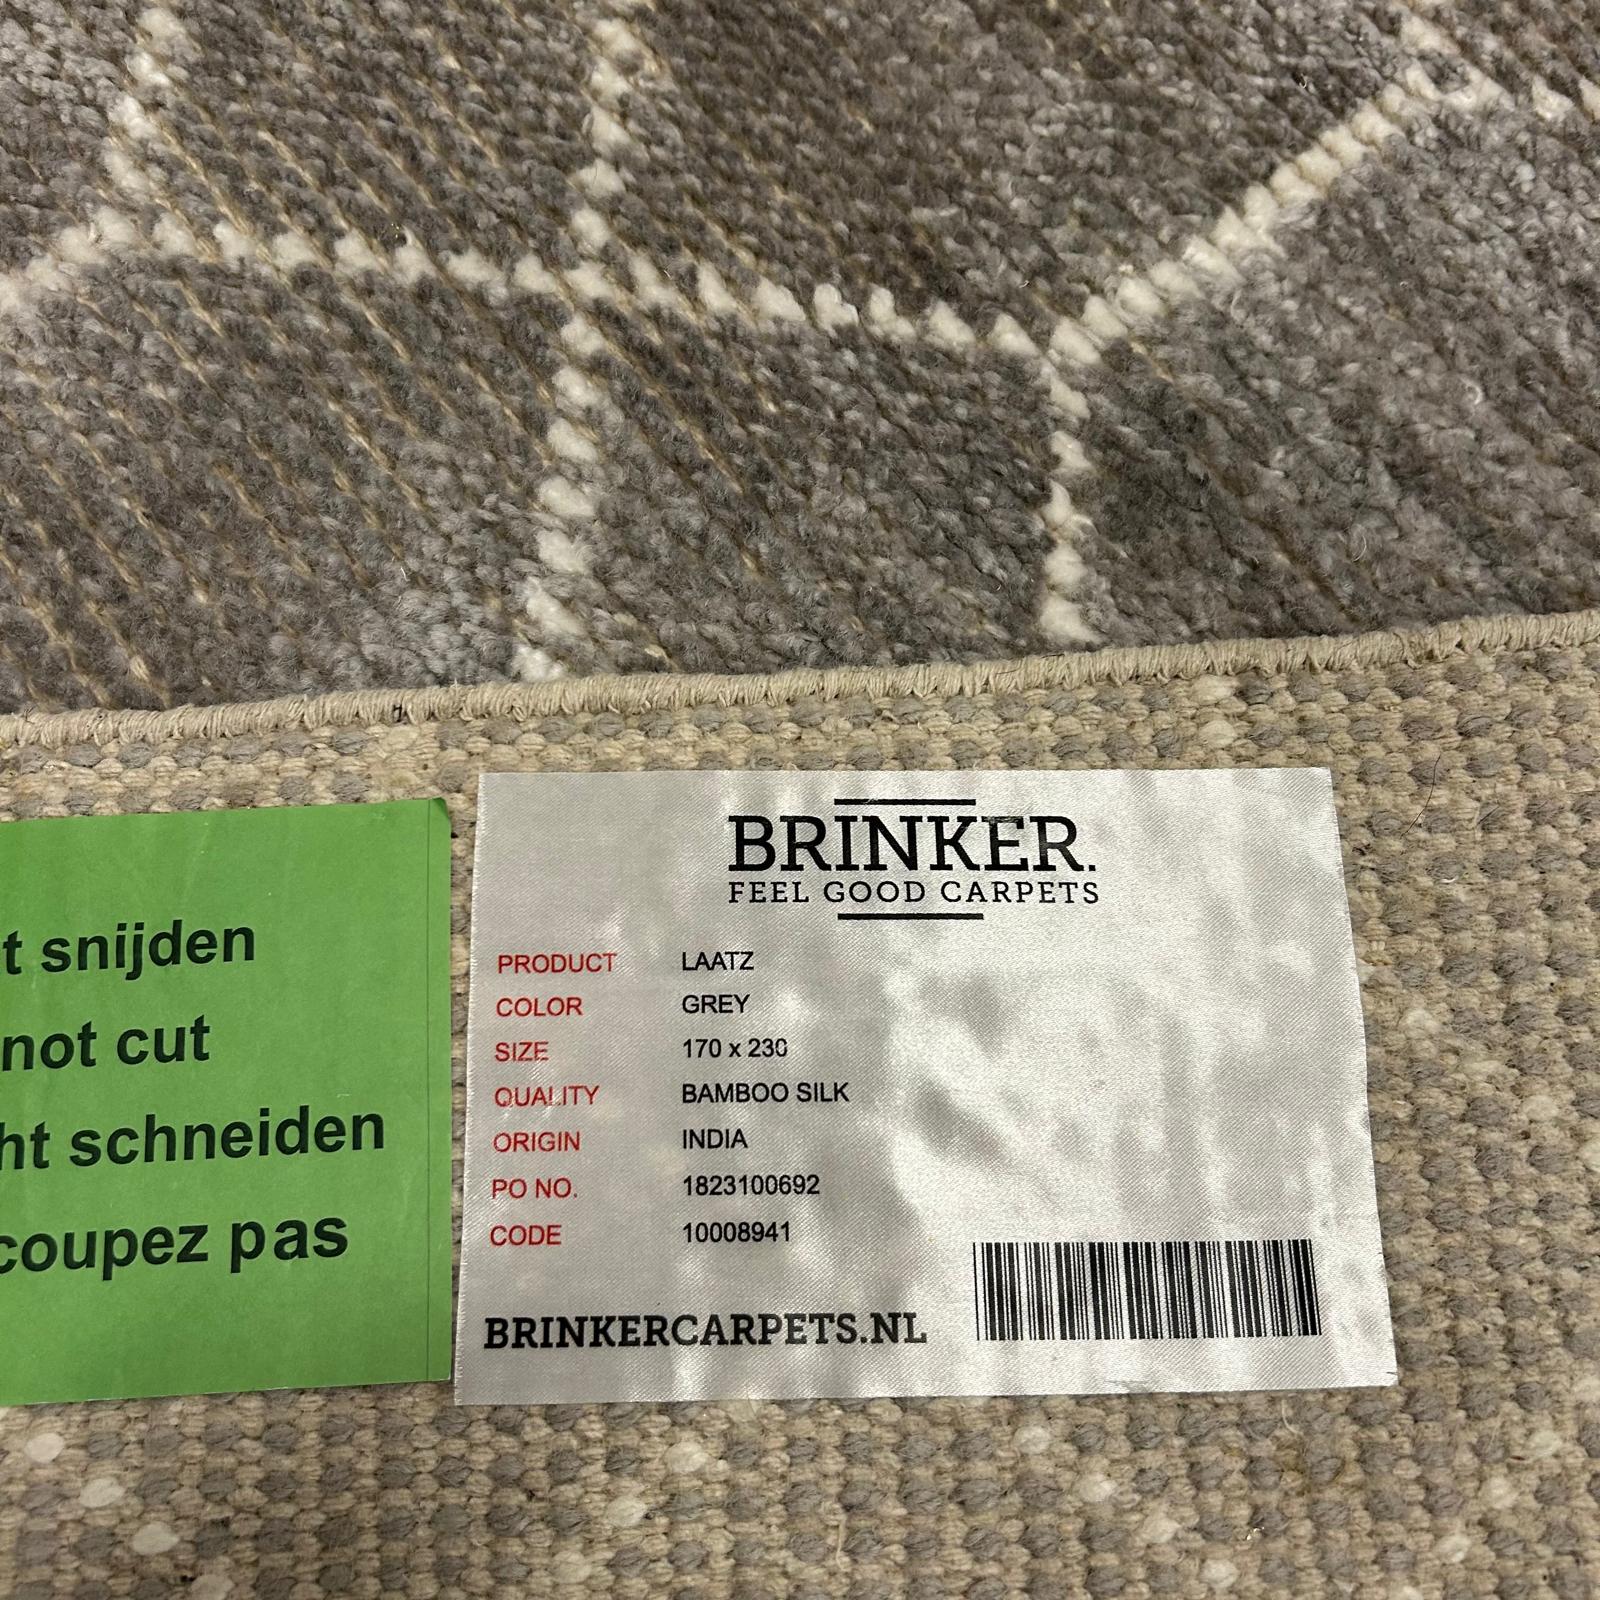 t snijden
not cut
ht schneiden
coupez pas
BRINKER.
FEEL GOOD CARPETS
PRODUCT LAATZ
COLOR GREY
SIZE 170 x 230
QUALITY BAMBOO SILK
ORIGIN INDIA
PO NO. 1823100692
CODE 10008941
BRINKERCARPETS.NL